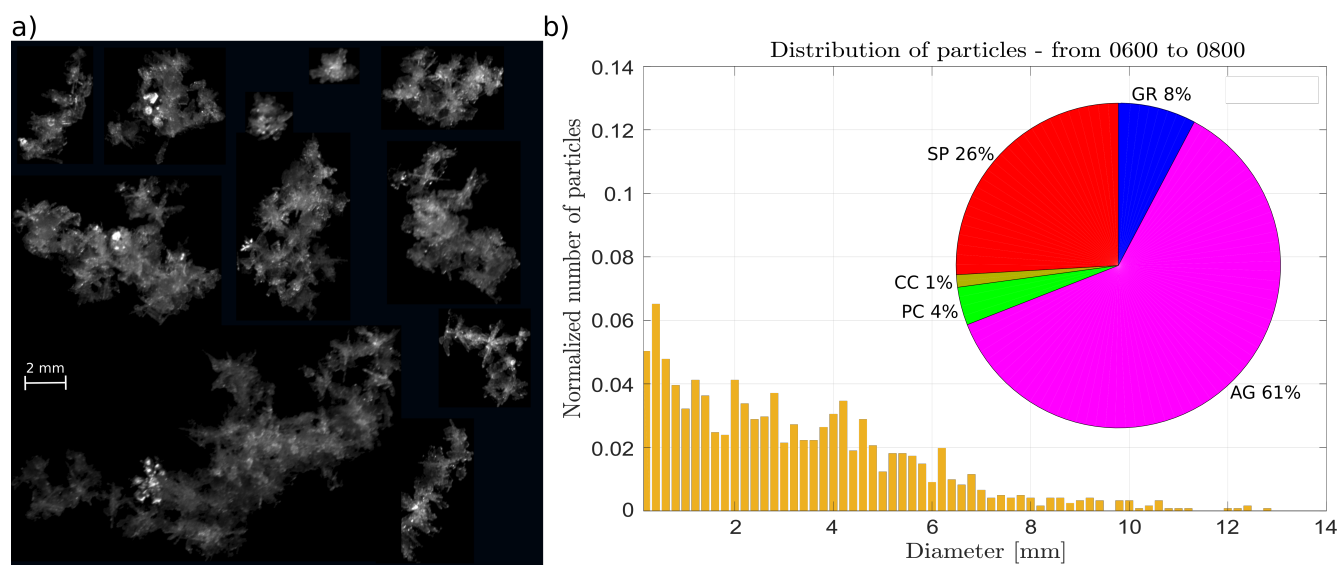 a)
2 mm
b)
Distribution of particles - from 0600 to 0800
Normalized number of particles
0.14
0.12
0.1
0.08
0.06
0.04
0.02
0
GR 8%
SP 26%
CC 1%
PC 4%
AG 61%
2 4 6 8 10 12 14
Diameter [mm]